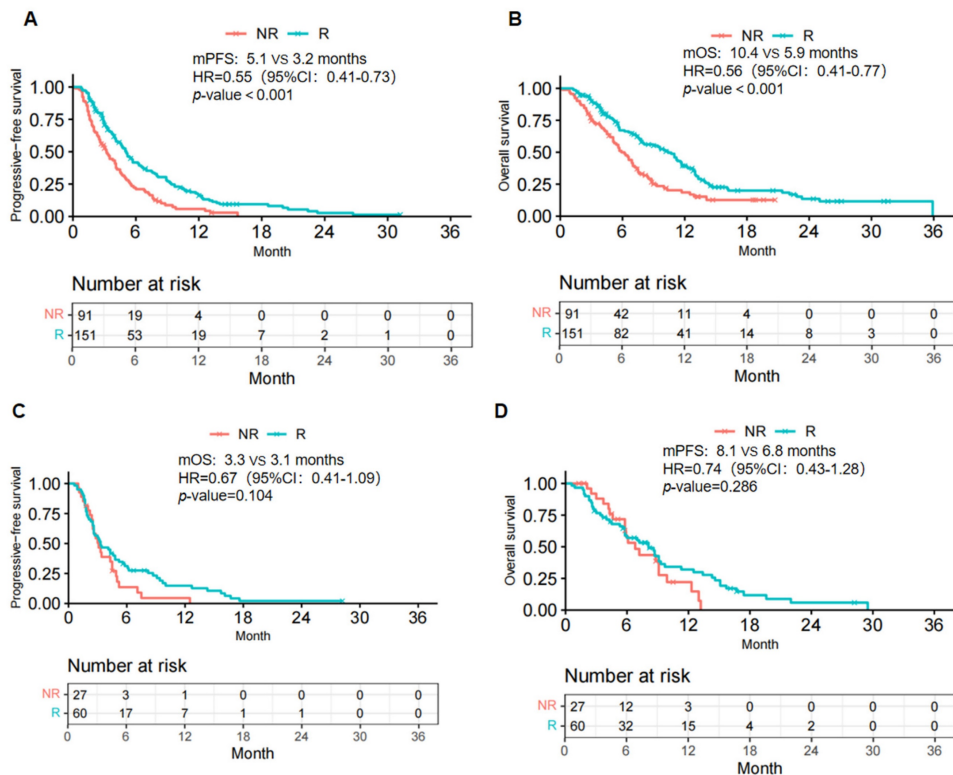 A
NR R
mPFS: 5.1 VS 3.2 months
HR=0.55 (95%CI: 0.41-0.73)
p-value < 0.001
Progressive-free survival
1.00
0.75
0.50
0.25
0.00
0 6 12 18 24 30 36
Month
Number at risk
NR 91 19 4 0 0 0 0
R 151 53 19 7 2 1 0
0 6 12 18 24 30 36
Month
B
NR R
mOS: 10.4 VS 5.9 months
HR=0.56 (95%CI: 0.41-0.77)
p-value < 0.001
Overall survival
1.00
0.75
0.50
0.25
0.00
0 6 12 18 24 30 36
Month
Number at risk
NR 91 42 11 4 0 0 0
R 151 82 41 14 8 3 0
0 6 12 18 24 30 36
Month
C
NR R
mOS: 3.3 VS 3.1 months
HR=0.67 (95%CI: 0.41-1.09)
p-value=0.104
Progressive-free survival
1.00
0.75
0.50
0.25
0.00
0 6 12 18 24 30 36
Month
Number at risk
NR 27 3 1 0 0 0 0
R 60 17 7 1 1 0 0
0 6 12 18 24 30 36
Month
D
NR R
mPFS: 8.1 VS 6.8 months
HR=0.74 (95%CI: 0.43-1.28)
p-value=0.286
Overall survival
1.00
0.75
0.50
0.25
0.00
0 6 12 18 24 30 36
Month
Number at risk
NR 27 12 3 0 0 0 0
R 60 32 15 4 2 0 0
0 6 12 18 24 30 36
Month